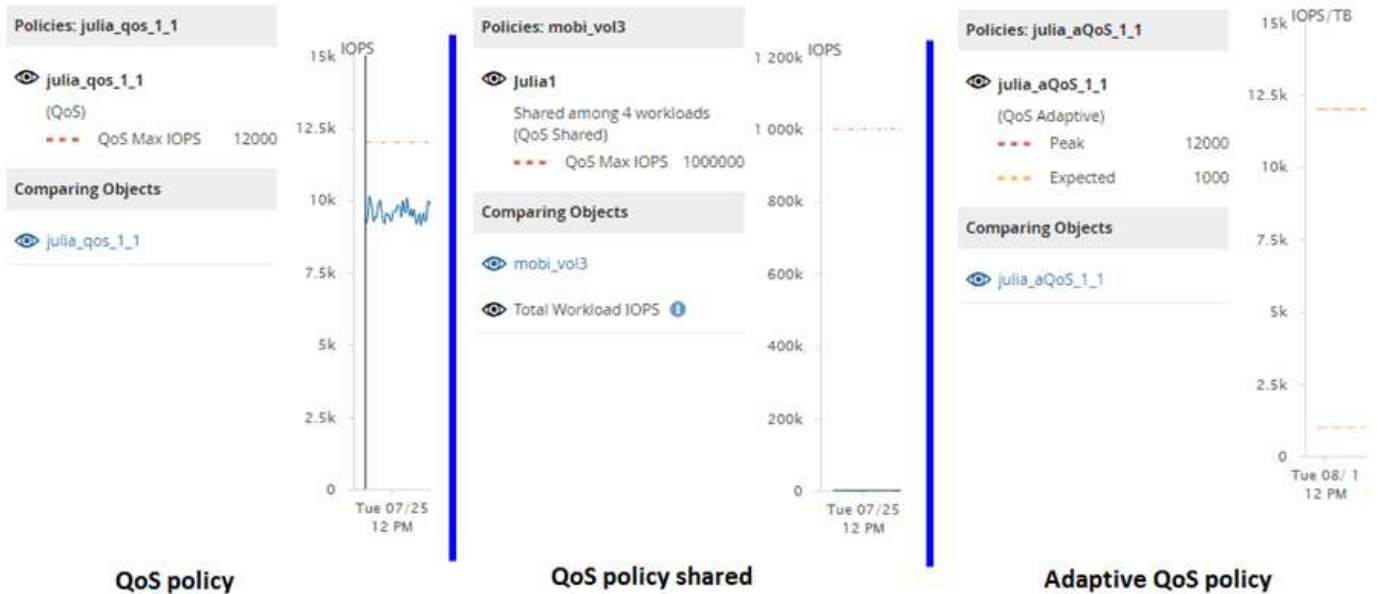 Policies: julia_qos_1_1
julia_qos_1_1
(QoS)
QoS Max IOPS 12000
Comparing Objects
julia_qos_1_1
IOPS
15k
12.5k
10k
7.5k
5k
2.5k
0
Tue 07/25
12 PM
QoS policy
Policies: mobi_vol3
Julia1
Shared among 4 workloads
(QoS Shared)
QoS Max IOPS 1000000
Comparing Objects
mobi_vol3
Total Workload IOPS
IOPS
1 200k
1 000k
800k
600k
400k
200k
0
Tue 07/25
12 PM
QoS policy shared
Policies: julia_aQoS_1_1
julia_aQoS_1_1
(QoS Adaptive)
Peak 12000
Expected 1000
Comparing Objects
julia_aQoS_1_1
IOPS/TB
15k
12.5k
10k
7.5k
5k
2.5k
0
Tue 08/ 1
12 PM
Adaptive QoS policy